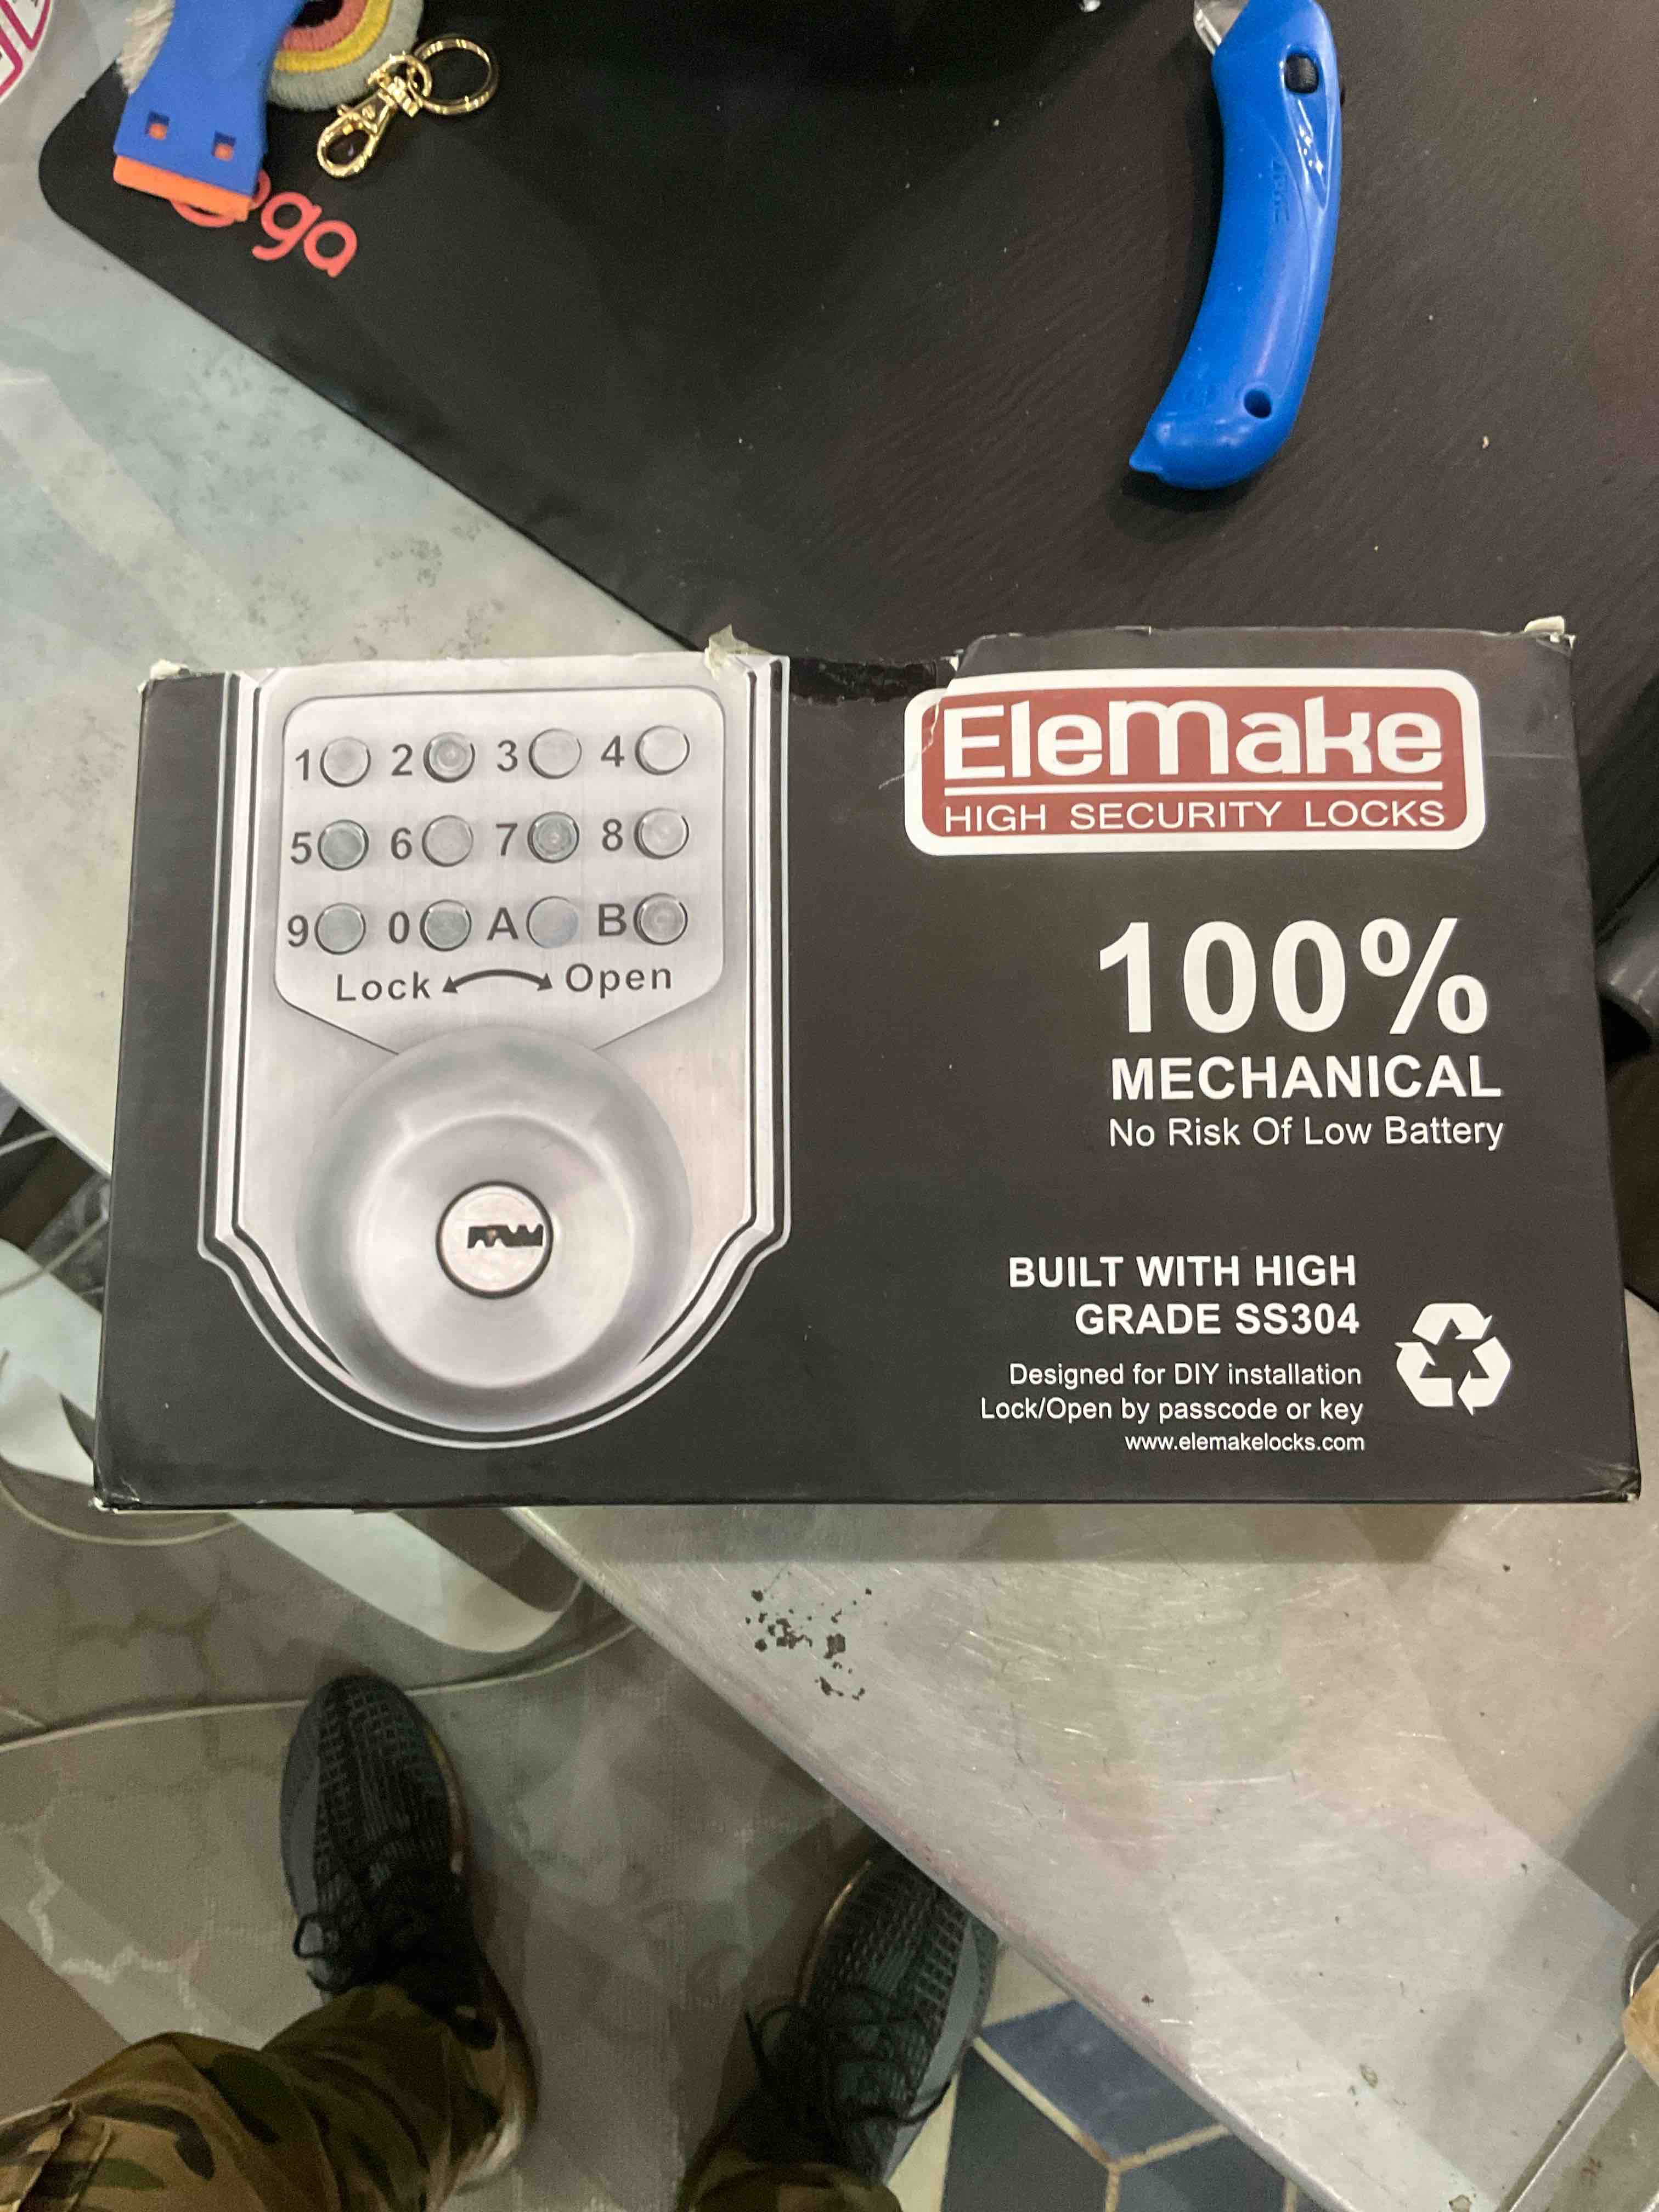 ga
1 2 3 4
5 6 7 8
9 0 A B
Lock Open
EleMake
HIGH SECURITY LOCKS
100%
MECHANICAL
No Risk Of Low Battery
BUILT WITH HIGH
GRADE SS304
Designed for DIY installation
Lock/Open by passcode or key
www.elemakelocks.com